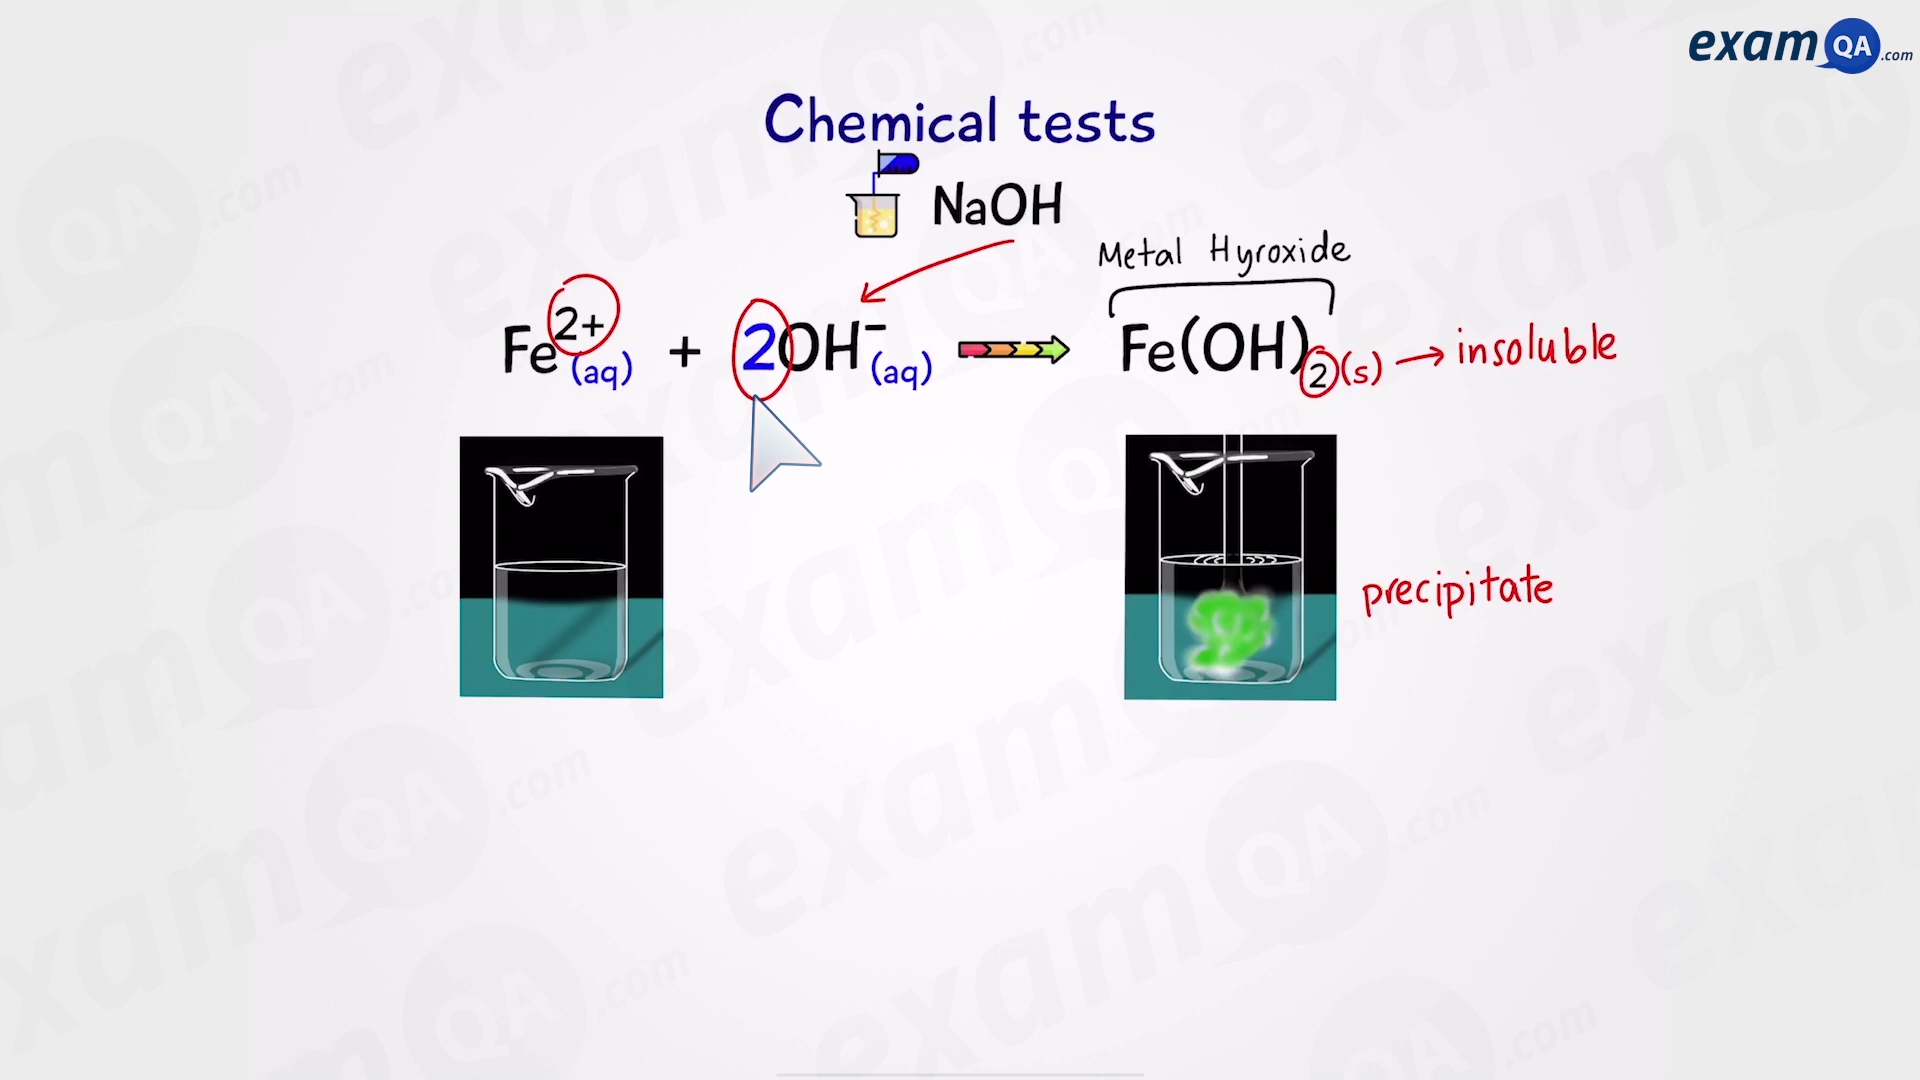 examQA.com
Chemical tests
NaOH
Metal Hyroxide
Fe²⁺(aq) + 2OH⁻(aq) Fe(OH)₂(s) → insoluble
precipitate